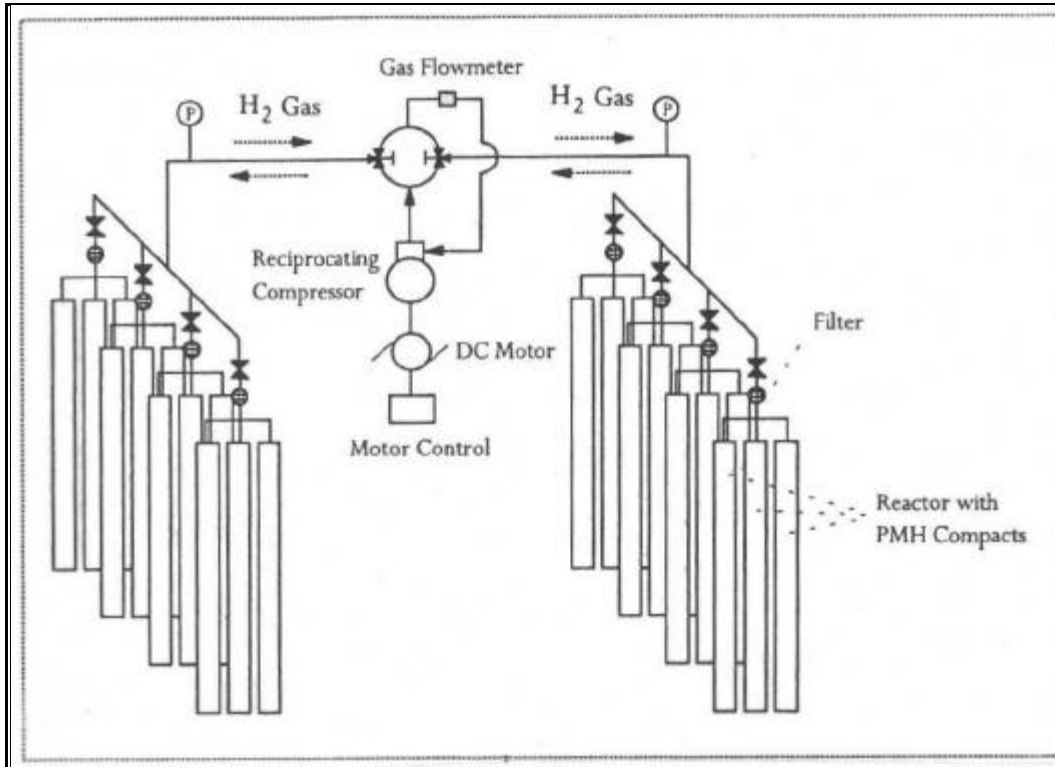 Gas Flowmeter
H2 Gas
H2 Gas
P
P
Reciprocating
Compressor
DC Motor
Motor Control
Filter
Reactor with
PMH Compacts